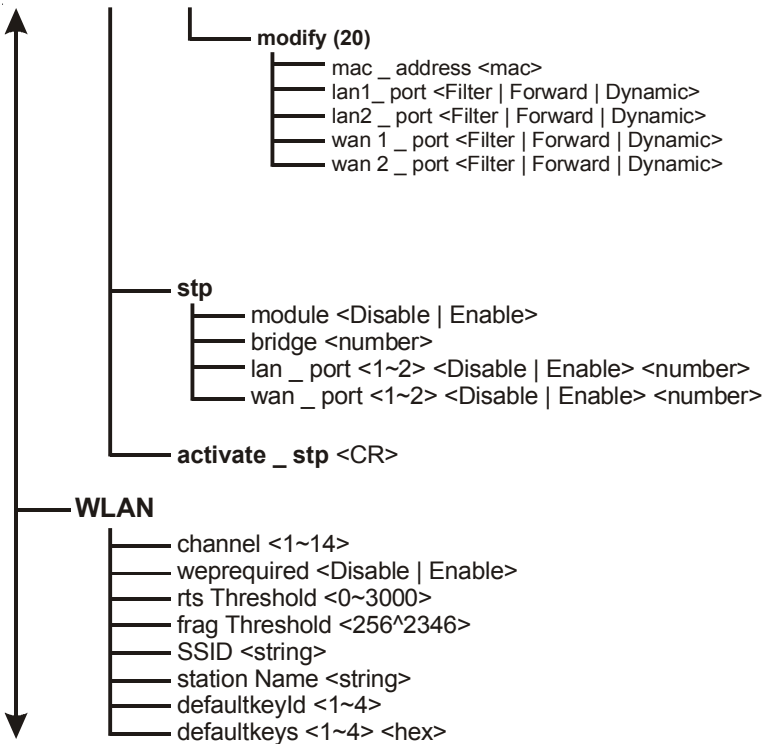 modify (20)
mac _ address <mac>
lan1_ port <Filter | Forward | Dynamic>
lan2 _ port <Filter | Forward | Dynamic>
wan 1 _ port <Filter | Forward | Dynamic>
wan 2 _ port <Filter | Forward | Dynamic>
stp
module <Disable | Enable>
bridge <number>
lan _ port <1~2> <Disable | Enable> <number>
wan _ port <1~2> <Disable | Enable> <number>
activate _ stp <CR>
WLAN
channel <1~14>
weprequired <Disable | Enable>
rts Threshold <0~3000>
frag Threshold <256^2346>
SSID <string>
station Name <string>
defaultkeyId <1~4>
defaultkeys <1~4> <hex>